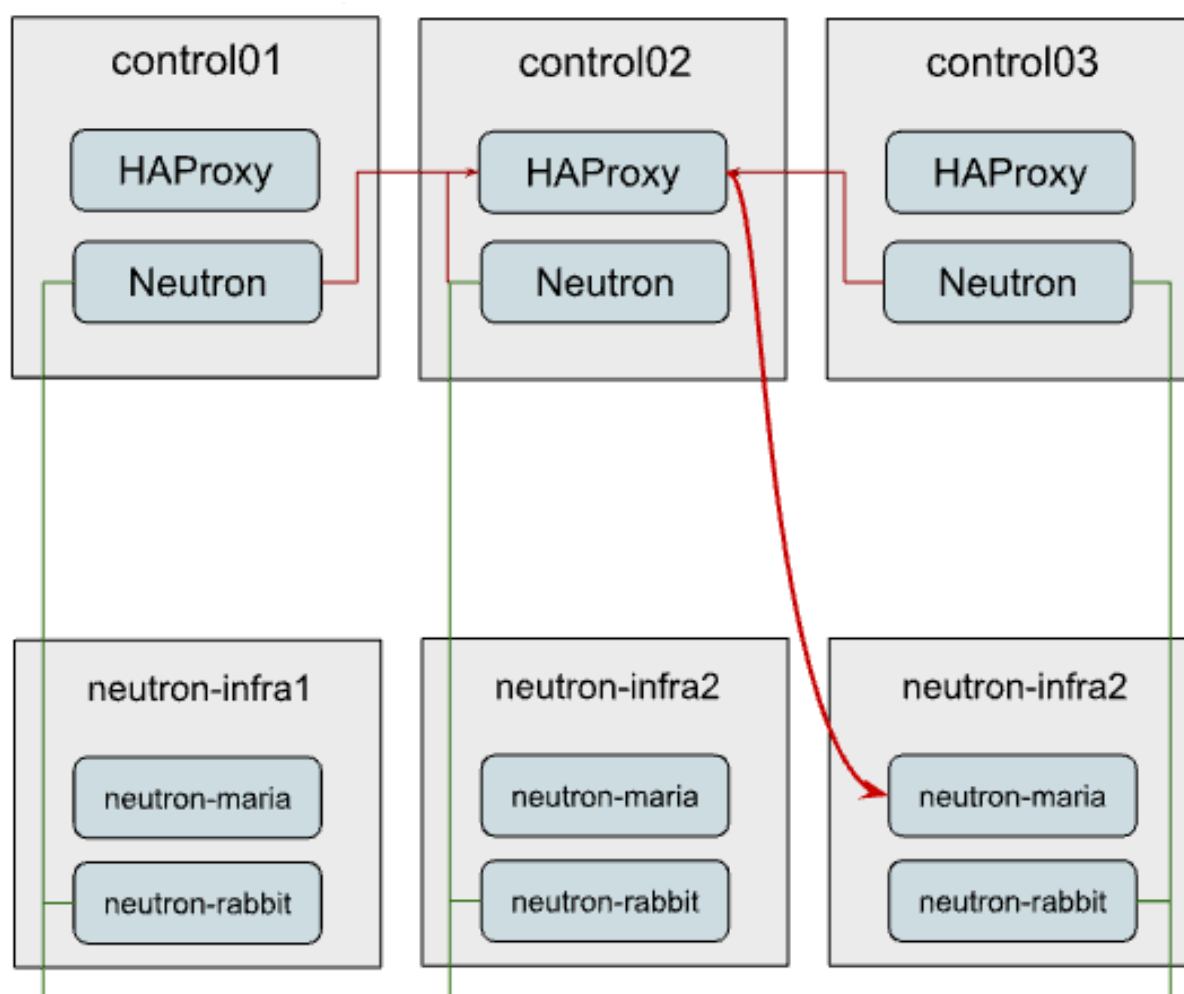 control01
control02
control03
HAProxy
HAProxy
HAProxy
Neutron
Neutron
Neutron
neutron-infra1
neutron-infra2
neutron-infra2
neutron-maria
neutron-maria
neutron-maria
neutron-rabbit
neutron-rabbit
neutron-rabbit